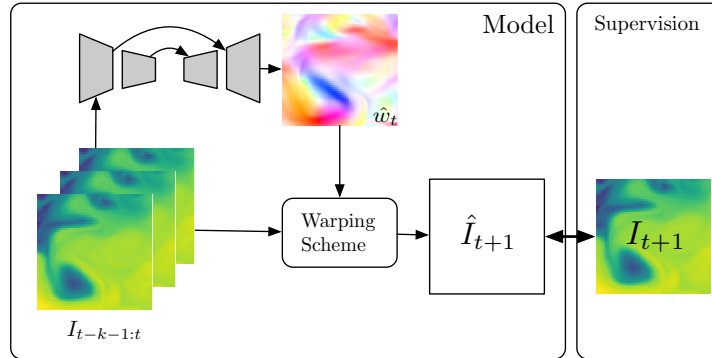 Model
Supervision
ŵ_t
Warping
Scheme
Î_{t+1}
I_{t+1}
I_{t−k−1:t}